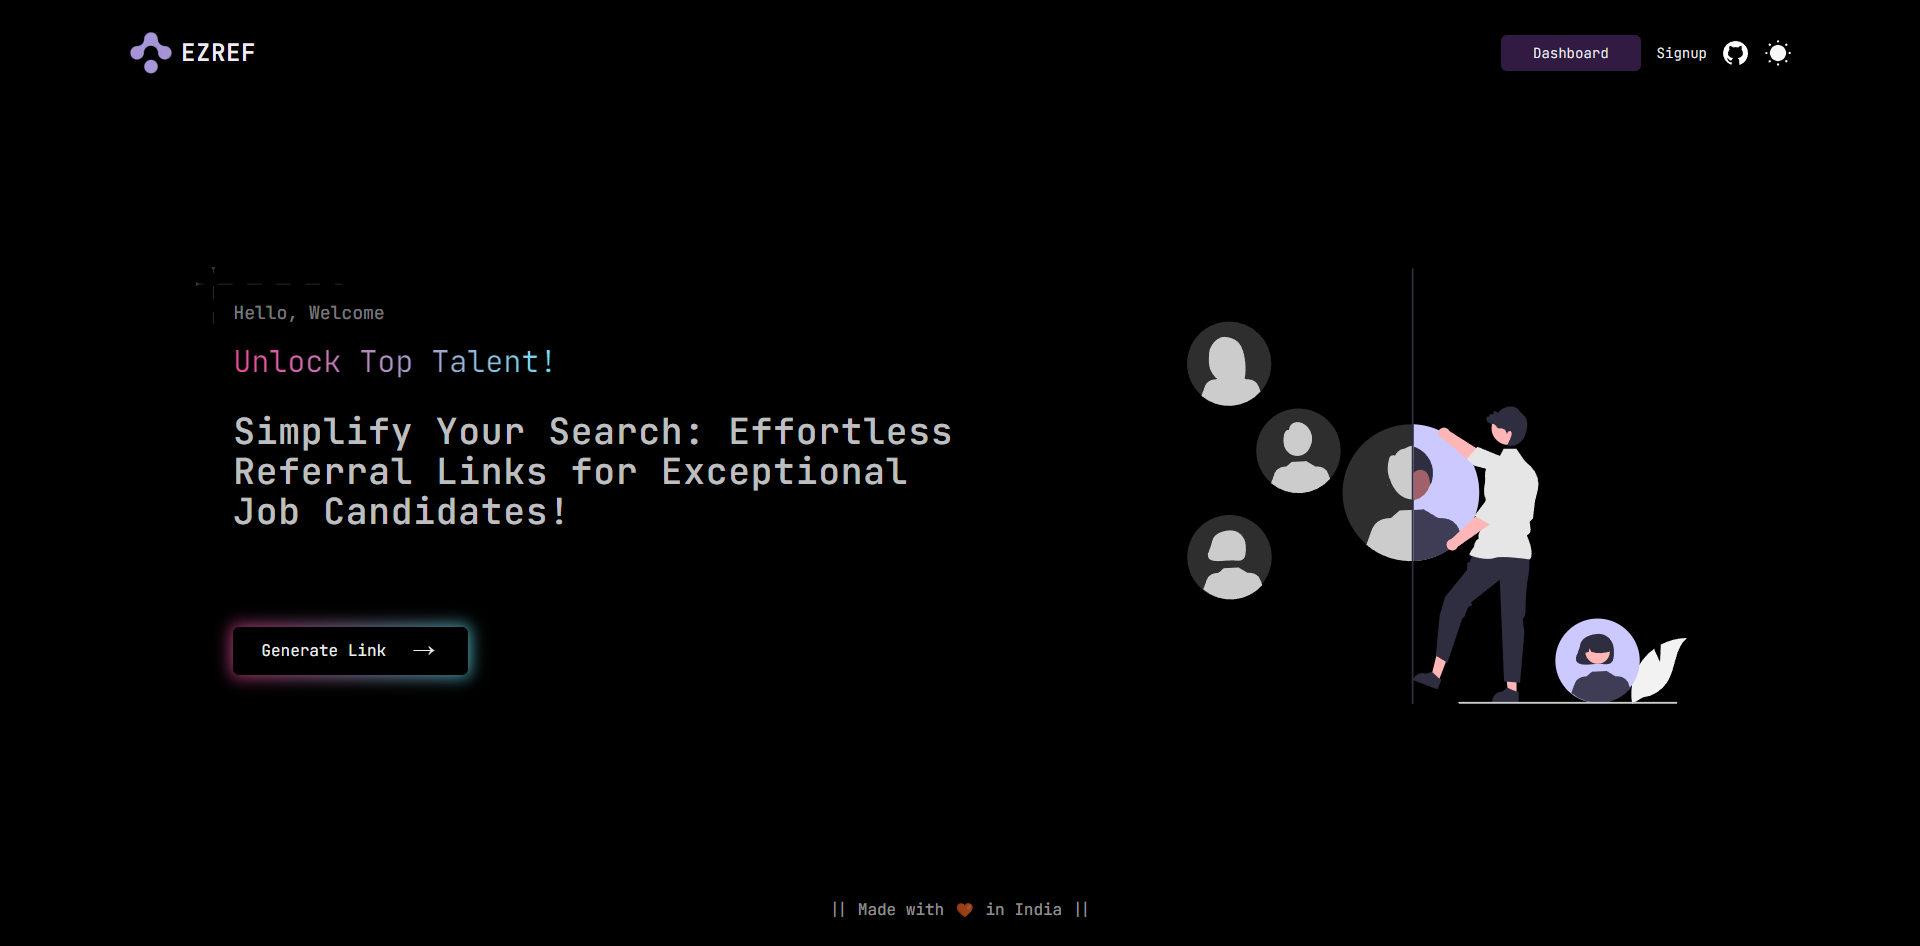 EZREF
Dashboard
Signup
Hello, Welcome
Unlock Top Talent!
Simplify Your Search: Effortless
Referral Links for Exceptional
Job Candidates!
Generate Link
|| Made with 🤎 in India ||